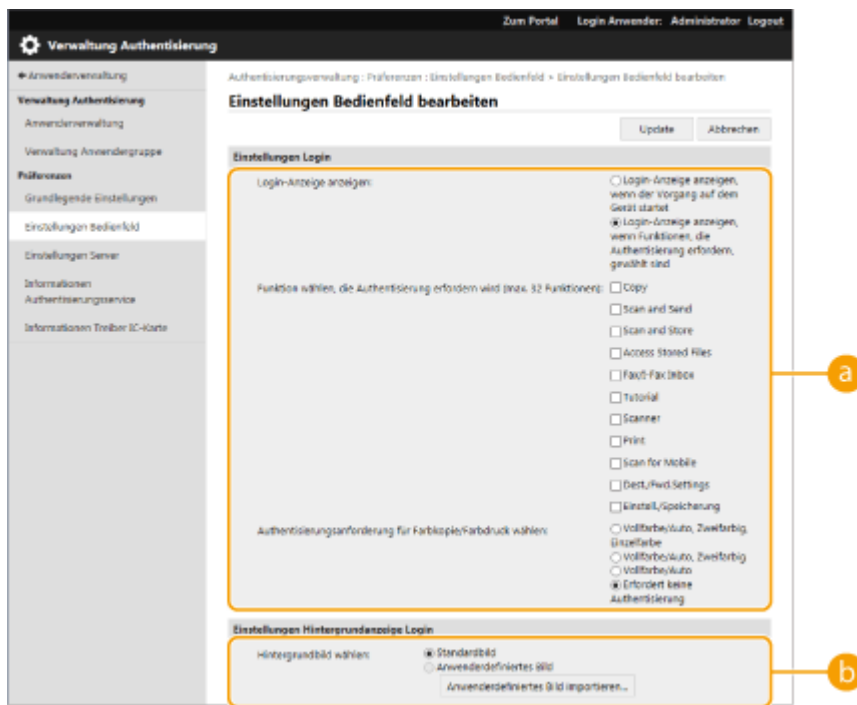 Zum Portal Login Anwender: Administrator Logout
Verwaltung Authentisierung
Anwenderverwaltung
Authentisierungsverwaltung : Präferenzen : Einstellungen Bedienfeld > Einstellungen Bedienfeld bearbeiten
Verwaltung Authentisierung
Anwenderverwaltung
Verwaltung Anwendergruppe
Präferenzen
Grundlegende Einstellungen
Einstellungen Bedienfeld
Einstellungen Server
Informationen
Authentisierungsservice
Informationen Treiber IC-Karte
Einstellungen Bedienfeld bearbeiten
Update Abbrechen
Einstellungen Login
Login-Anzeige anzeigen:
Login-Anzeige anzeigen,
wenn der Vorgang auf dem
Gerät startet
Login-Anzeige anzeigen,
wenn Funktionen, die
Authentisierung erfordern,
gewählt sind
Funktion wählen, die Authentisierung erfordern wird (max. 32 Funktionen):
Copy
Scan and Send
Scan and Store
Access Stored Files
Fax/I-Fax Inbox
Tutorial
Scanner
Print
Scan for Mobile
Dest./Fwd.Settings
Einstell./Speicherung
Authentisierungsanforderung für Farbkopie/Farbdruck wählen:
Vollfarbe/Auto, Zweifarbig,
Einzelfarbe
Vollfarbe/Auto, Zweifarbig
Vollfarbe/Auto
Erfordert keine
Authentisierung
a
Einstellungen Hintergrundanzeige Login
Hintergrundbild wählen:
Standardbild
Anwenderdefiniertes Bild
Anwenderdefiniertes Bild importieren...
b